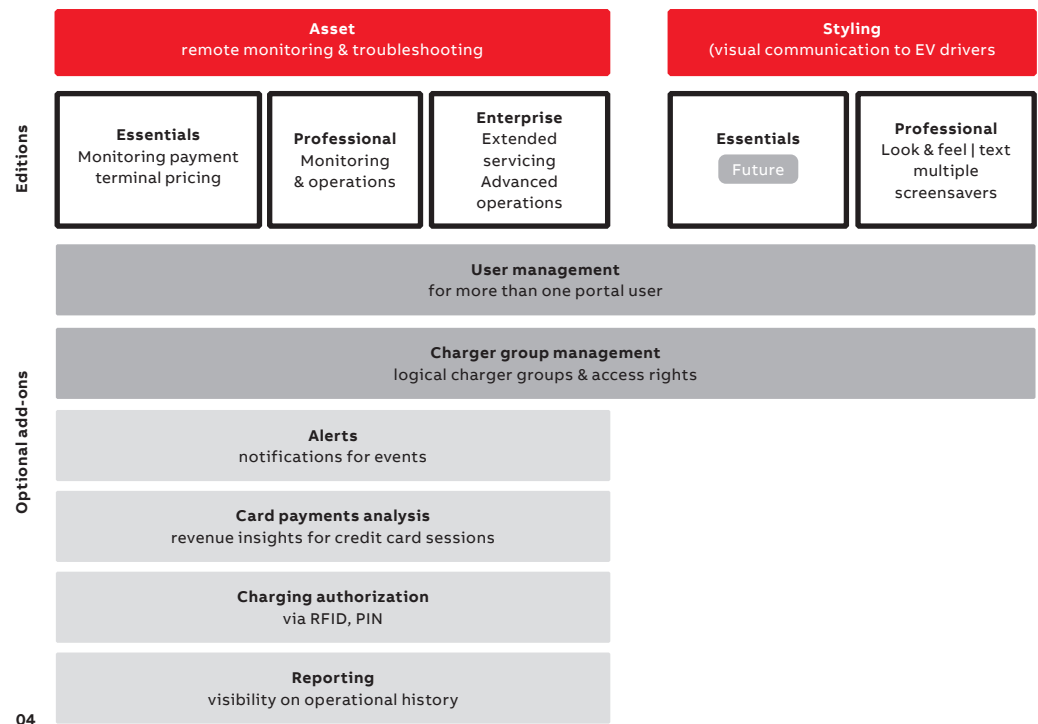 Asset
remote monitoring & troubleshooting
Styling
(visual communication to EV drivers
Editions
Essentials
Monitoring payment
terminal pricing
Professional
Monitoring
& operations
Enterprise
Extended
servicing
Advanced
operations
Essentials
Future
Professional
Look & feel | text
multiple
screensavers
Optional add-ons
User management
for more than one portal user
Charger group management
logical charger groups & access rights
Alerts
notifications for events
Card payments analysis
revenue insights for credit card sessions
Charging authorization
via RFID, PIN
Reporting
visibility on operational history
04